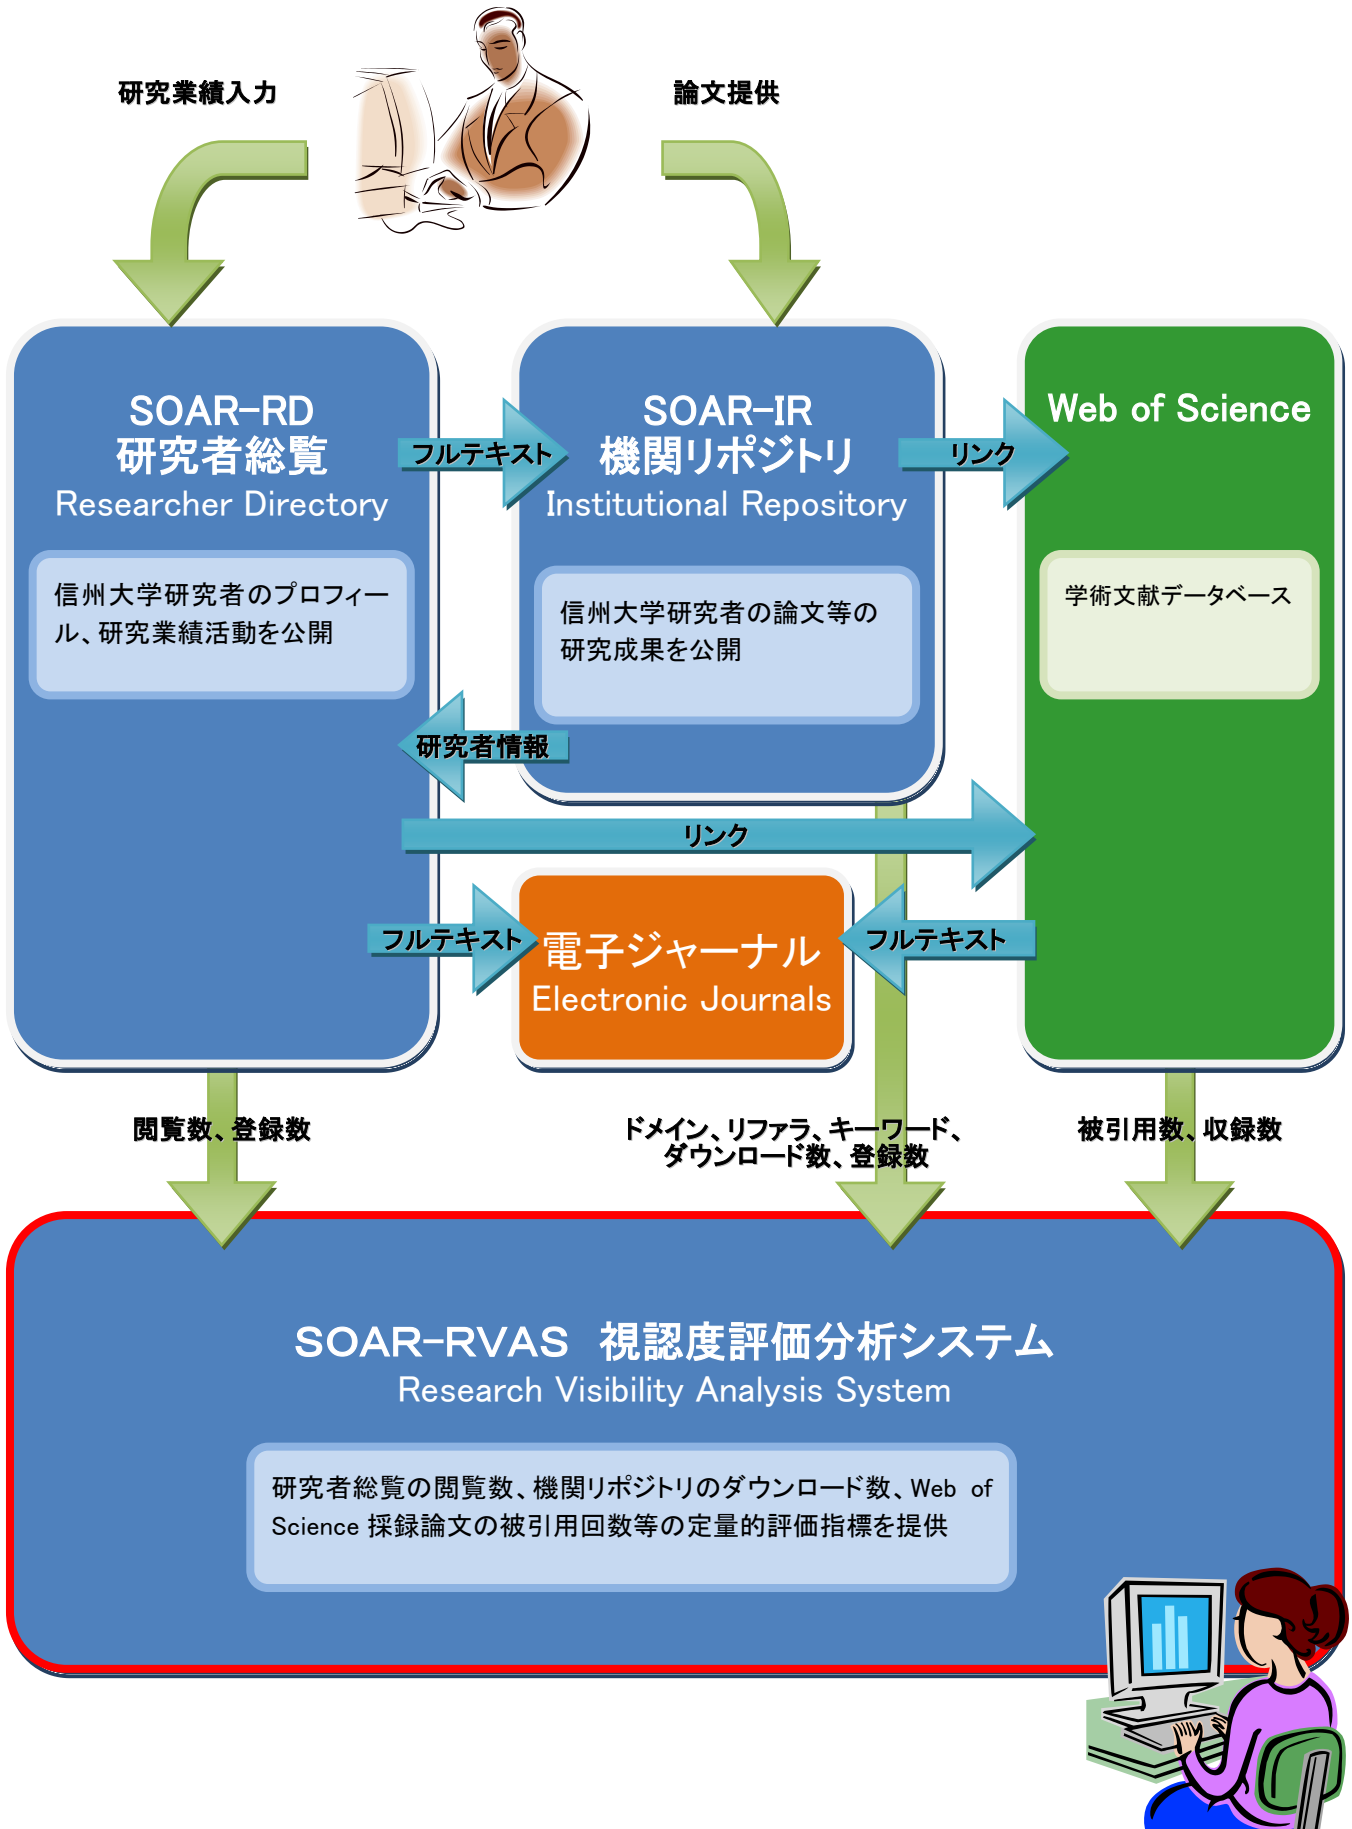 研究業績入力
論文提供
SOAR-RD
研究者総覧
Researcher Directory
信州大学研究者のプロフィー
ル、研究業績活動を公開
フルテキスト
SOAR-IR
機関リポジトリ
Institutional Repository
信州大学研究者の論文等の
研究成果を公開
リンク
Web of Science
学術文献データベース
研究者情報
リンク
フルテキスト
電子ジャーナル
Electronic Journals
フルテキスト
閲覧数、登録数
ドメイン、リファラ、キーワード、
ダウンロード数、登録数
被引用数、収録数
SOAR-RVAS 視認度評価分析システム
Research Visibility Analysis System
研究者総覧の閲覧数、機関リポジトリのダウンロード数、Web of
Science 採録論文の被引用回数等の定量的評価指標を提供